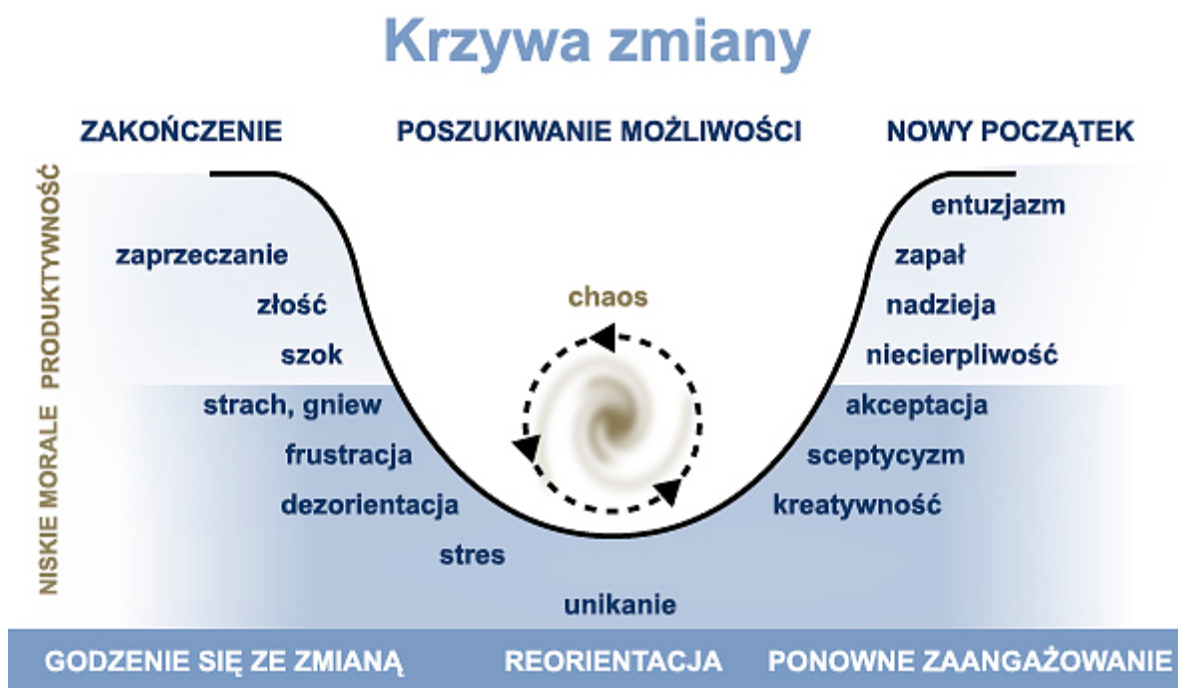 Krzywa zmiany
ZAKOŃCZENIE
POSZUKIWANIE MOŻLIWOŚCI
NOWY POCZĄTEK
NISKIE MORALE PRODUKTYWNOŚĆ
zaprzeczanie
złość
szok
strach, gniew
frustracja
dezorientacja
stres
unikanie
chaos
entuzjazm
zapał
nadzieja
niecierpliwość
akceptacja
sceptycyzm
kreatywność
GODZENIE SIĘ ZE ZMIANĄ
REORIENTACJA
PONOWNE ZAANGAŻOWANIE